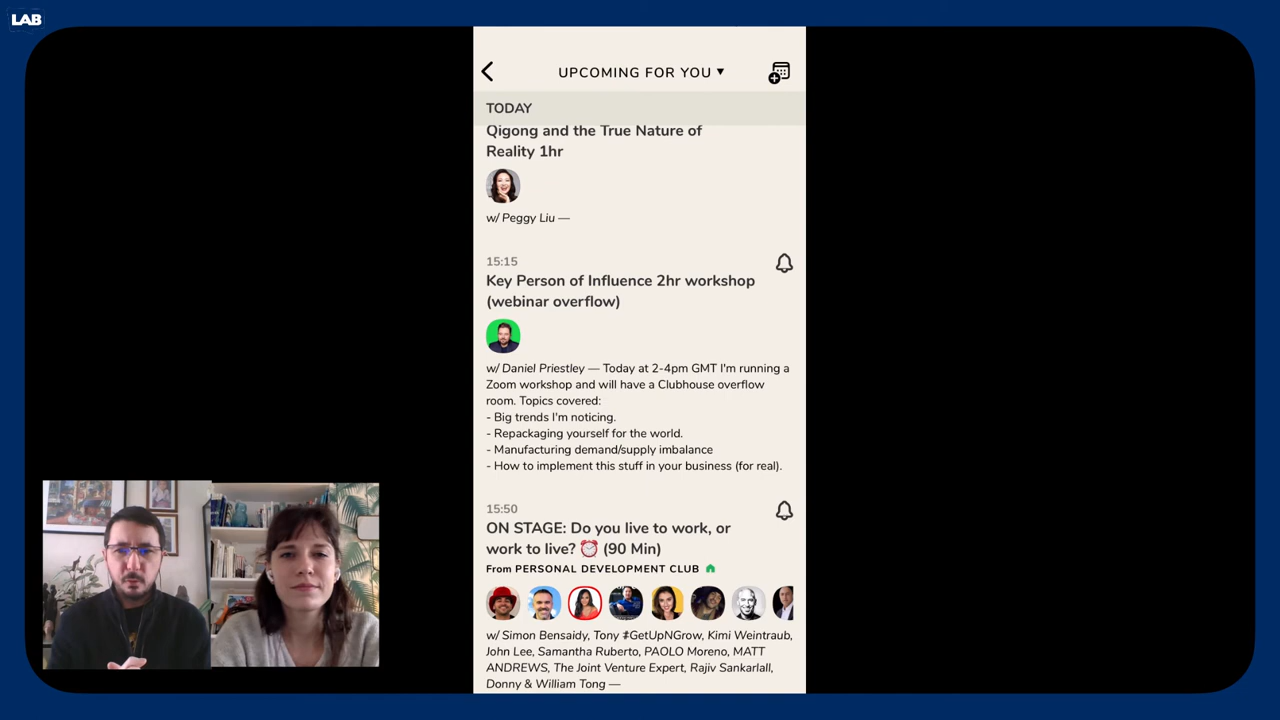 LAB
UPCOMING FOR YOU ▼
TODAY
Qigong and the True Nature of
Reality 1hr
w/ Peggy Liu —
15:15
Key Person of Influence 2hr workshop
(webinar overflow)
w/ Daniel Priestley — Today at 2-4pm GMT I'm running a
Zoom workshop and will have a Clubhouse overflow
room. Topics covered:
- Big trends I'm noticing.
- Repackaging yourself for the world.
- Manufacturing demand/supply imbalance
- How to implement this stuff in your business (for real).
15:50
ON STAGE: Do you live to work, or
work to live? ⏰ (90 Min)
From PERSONAL DEVELOPMENT CLUB
w/ Simon Bensaidy, Tony ‡GetUpNGrow, Kimi Weintraub,
John Lee, Samantha Ruberto, PAOLO Moreno, MATT
ANDREWS, The Joint Venture Expert, Rajiv Sankarlall,
Donny & William Tong —